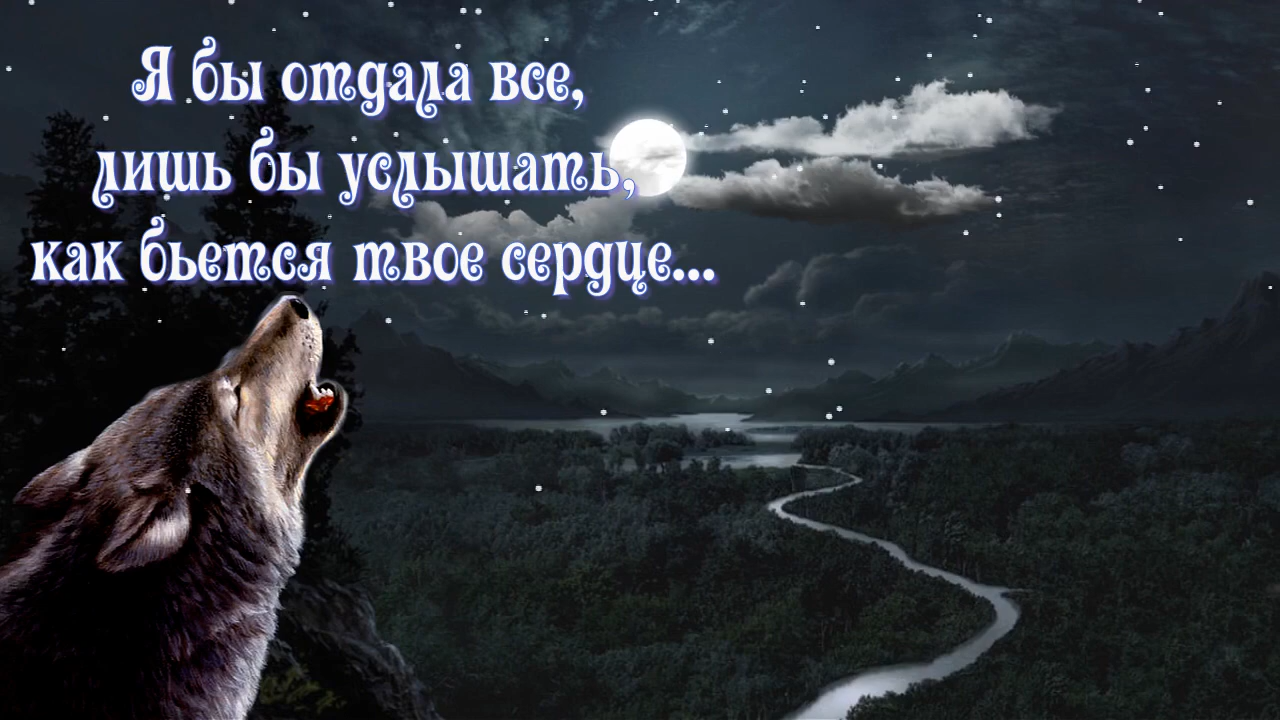 Я бы отдала все,
лишь бы услышать,
как бьется твое сердце...